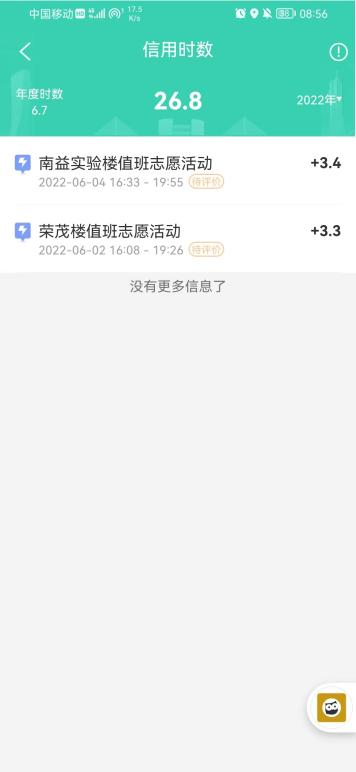 中国移动 HD 4G 1 17.5 K/s 86 08:56
信用时数
年度时数
6.7
26.8
2022年
南益实验楼值班志愿活动 +3.4
2022-06-04 16:33 - 19:55 待评价
荣茂楼值班志愿活动 +3.3
2022-06-02 16:08 - 19:26 待评价
没有更多信息了